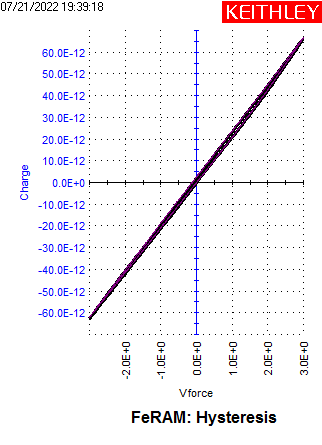 07/21/2022 19:39:18
KEITHLEY
60.0E-12
50.0E-12
40.0E-12
30.0E-12
20.0E-12
10.0E-12
0.0E+0
-10.0E-12
-20.0E-12
-30.0E-12
-40.0E-12
-50.0E-12
-60.0E-12
Charge
-2.0E+0
-1.0E+0
0.0E+0
1.0E+0
2.0E+0
3.0E+0
Vforce
FeRAM: Hysteresis